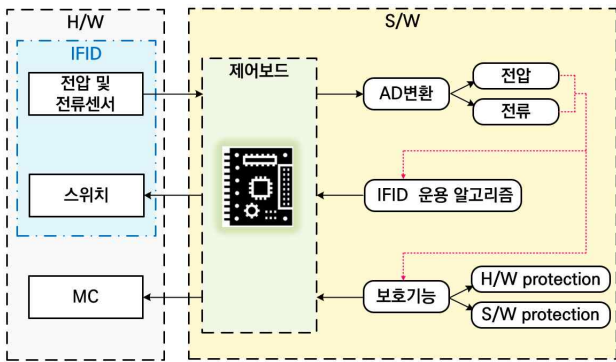 H/W
S/W
IFID
전압 및
전류센서
스위치
MC
제어보드
AD변환
전압
전류
IFID 운용 알고리즘
보호기능
H/W protection
S/W protection